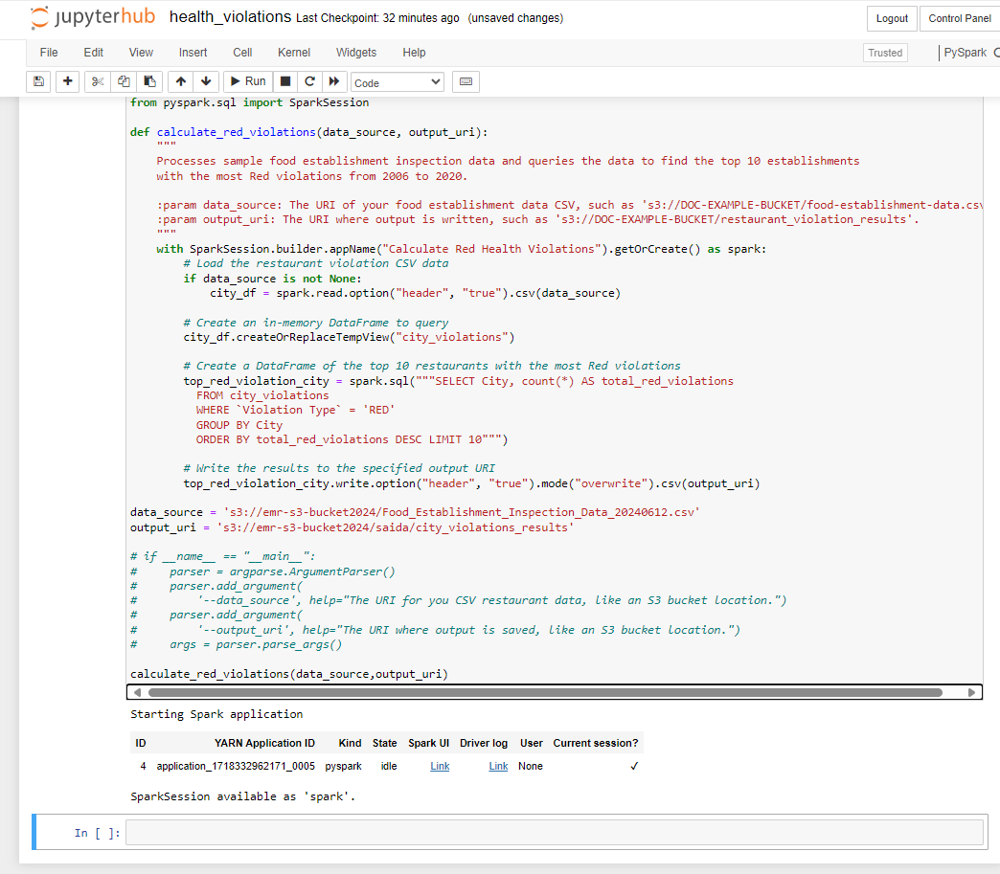 jupyterhub health_violations Last Checkpoint: 32 minutes ago (unsaved changes) Logout Control Panel
File Edit View Insert Cell Kernel Widgets Help Trusted PySpark
Run Code
from pyspark.sql import SparkSession
def calculate_red_violations(data_source, output_uri):
"""
Processes sample food establishment inspection data and queries the data to find the top 10 establishments
with the most Red violations from 2006 to 2020.
:param data_source: The URI of your food establishment data CSV, such as 's3://DOC-EXAMPLE-BUCKET/food-establishment-data.csv
:param output_uri: The URI where output is written, such as 's3://DOC-EXAMPLE-BUCKET/restaurant_violation_results'.
"""
with SparkSession.builder.appName("Calculate Red Health Violations").getOrCreate() as spark:
# Load the restaurant violation CSV data
if data_source is not None:
city_df = spark.read.option("header", "true").csv(data_source)
# Create an in-memory DataFrame to query
city_df.createOrReplaceTempView("city_violations")
# Create a DataFrame of the top 10 restaurants with the most Red violations
top_red_violation_city = spark.sql("""SELECT City, count(*) AS total_red_violations
FROM city_violations
WHERE `Violation Type` = 'RED'
GROUP BY City
ORDER BY total_red_violations DESC LIMIT 10""")
# Write the results to the specified output URI
top_red_violation_city.write.option("header", "true").mode("overwrite").csv(output_uri)
data_source = 's3://emr-s3-bucket2024/Food_Establishment_Inspection_Data_20240612.csv'
output_uri = 's3://emr-s3-bucket2024/saida/city_violations_results'
# if __name__ == "__main__":
# parser = argparse.ArgumentParser()
# parser.add_argument(
# '--data_source', help="The URI for you CSV restaurant data, like an S3 bucket location.")
# parser.add_argument(
# '--output_uri', help="The URI where output is saved, like an S3 bucket location.")
# args = parser.parse_args()
calculate_red_violations(data_source,output_uri)
Starting Spark application
ID YARN Application ID Kind State Spark UI Driver log User Current session?
4 application_1718332962171_0005 pyspark idle Link Link None ✓
SparkSession available as 'spark'.
In [ ]: